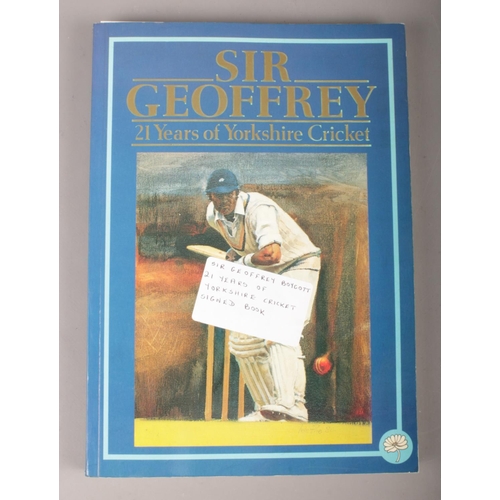 SIR
GEOFFREY
21 Years of Yorkshire Cricket
SIR GEOFFREY BOYCOTT
21 YEARS OF
YORKSHIRE CRICKET
SIGNED BOOK